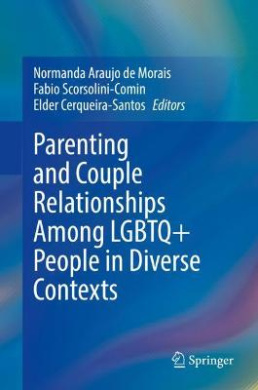 Normanda Araujo de Morais
Fabio Scorsolini-Comin
Elder Cerqueira-Santos Editors
Parenting
and Couple
Relationships
Among LGBTQ+
People in Diverse
Contexts
Springer